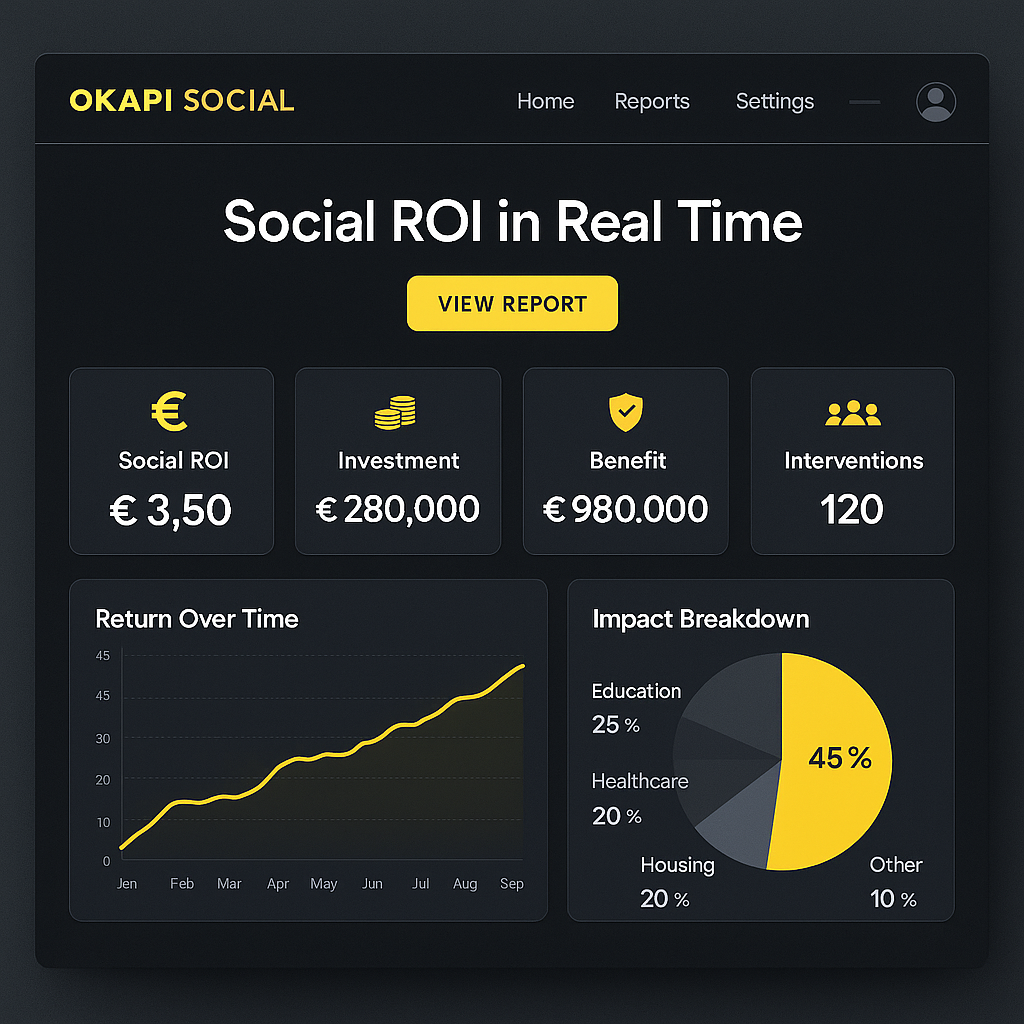 OKAPI SOCIAL
Home
Reports
Settings
Social ROI in Real Time
VIEW REPORT
€
Social ROI
€ 3,50
Investment
€ 280,000
Benefit
€ 980.000
Interventions
120
Return Over Time
45
45
30
20
10
0
Jen Feb Mar Apr May Jun Jul Aug Sep
Impact Breakdown
Education
25 %
45 %
Healthcare
20 %
Housing
20 %
Other
10 %